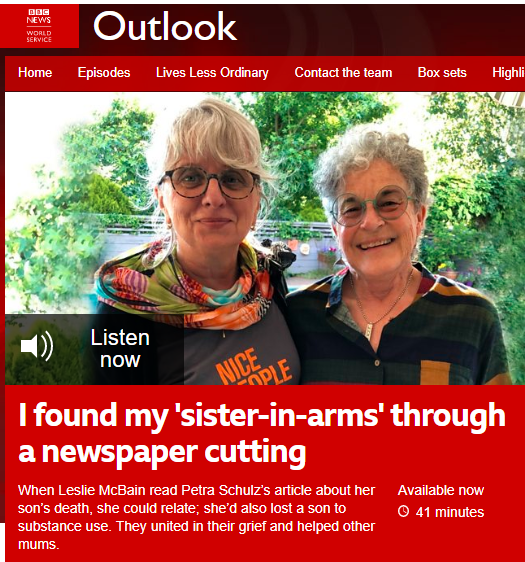 BBC
NEWS
WORLD
SERVICE
Outlook
Home Episodes Lives Less Ordinary Contact the team Box sets Highli
Listen
now
NICE
PEOPLE
I found my 'sister-in-arms' through
a newspaper cutting
When Leslie McBain read Petra Schulz's article about her
son's death, she could relate; she'd also lost a son to
substance use. They united in their grief and helped other
mums.
Available now
41 minutes